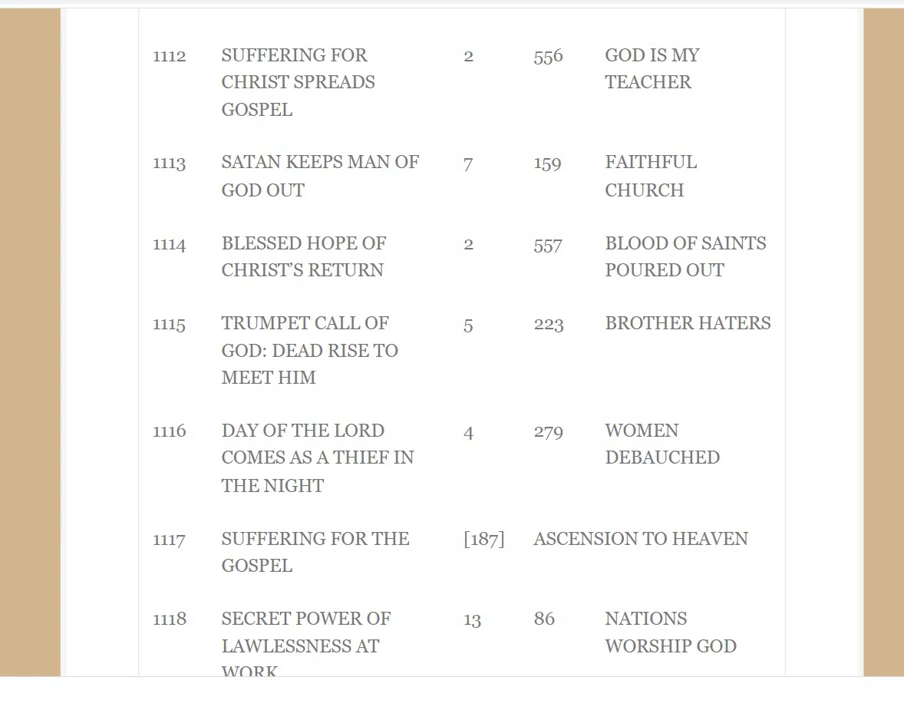 1112 SUFFERING FOR 2 556 GOD IS MY
CHRIST SPREADS TEACHER
GOSPEL
1113 SATAN KEEPS MAN OF 7 159 FAITHFUL
GOD OUT CHURCH
1114 BLESSED HOPE OF 2 557 BLOOD OF SAINTS
CHRIST’S RETURN POURED OUT
1115 TRUMPET CALL OF 5 223 BROTHER HATERS
GOD: DEAD RISE TO
MEET HIM
1116 DAY OF THE LORD 4 279 WOMEN
COMES AS A THIEF IN DEBAUCHED
THE NIGHT
1117 SUFFERING FOR THE [187] ASCENSION TO HEAVEN
GOSPEL
1118 SECRET POWER OF 13 86 NATIONS
LAWLESSNESS AT WORSHIP GOD
WORK